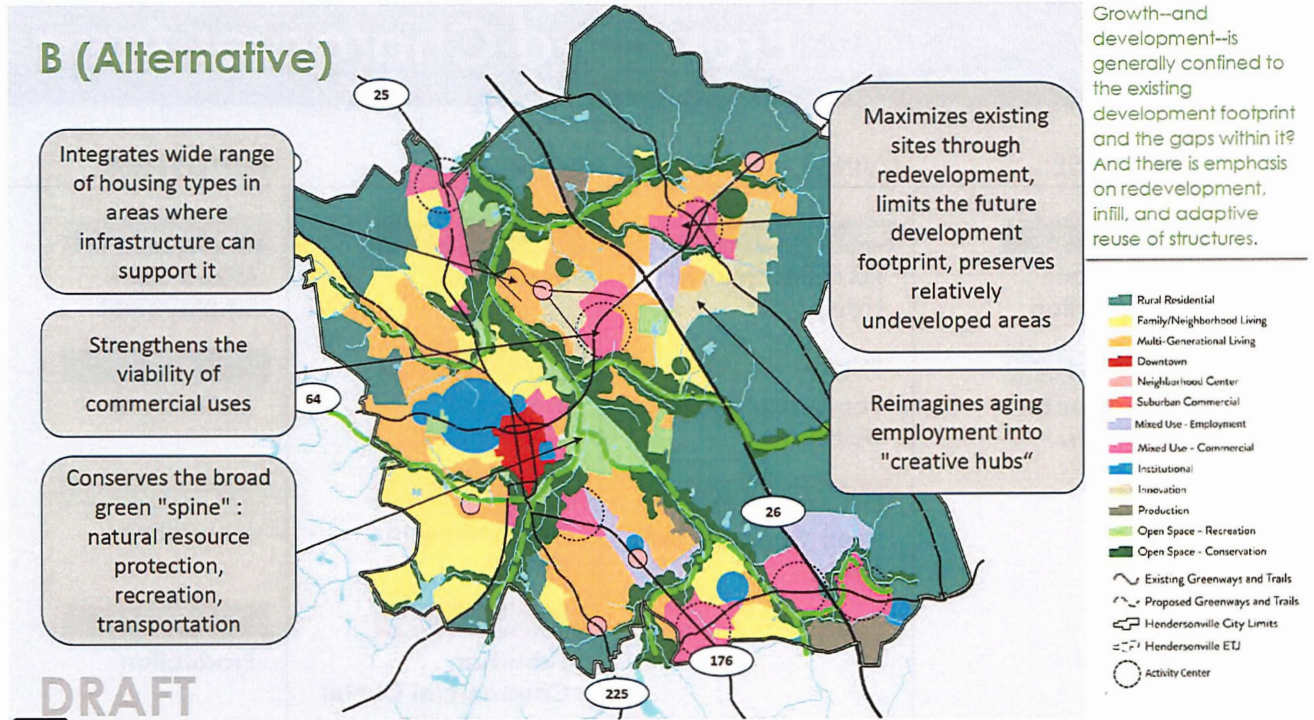 B (Alternative)
Integrates wide range
of housing types in
areas where
infrastructure can
support it
Strengthens the
viability of
commercial uses
Conserves the broad
green "spine" :
natural resource
protection,
recreation,
transportation
DRAFT
25
64
26
176
225
Maximizes existing
sites through
redevelopment,
limits the future
development
footprint, preserves
relatively
undeveloped areas
Reimagines aging
employment into
"creative hubs“
Growth--and
development--is
generally confined to
the existing
development footprint
and the gaps within it?
And there is emphasis
on redevelopment,
infill, and adaptive
reuse of structures.
Rural Residential
Family/Neighborhood Living
Multi-Generational Living
Downtown
Neighborhood Center
Suburban Commercial
Mixed Use - Employment
Mixed Use - Commercial
Institutional
Innovation
Production
Open Space - Recreation
Open Space - Conservation
Existing Greenways and Trails
Proposed Greenways and Trails
Hendersonville City Limits
Hendersonville ETJ
Activity Center